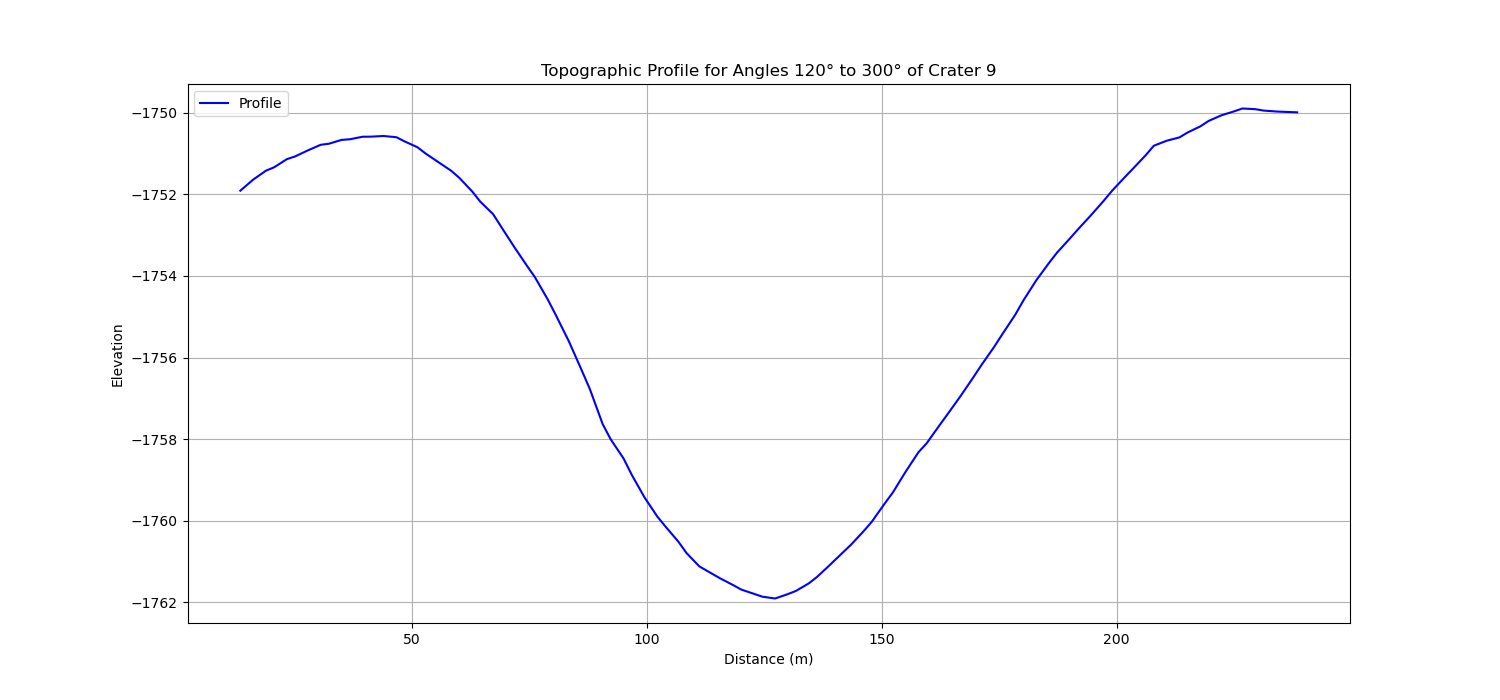 Topographic Profile for Angles 120° to 300° of Crater 9
Profile
−1750
−1752
−1754
−1756
−1758
−1760
−1762
Elevation
50 100 150 200
Distance (m)